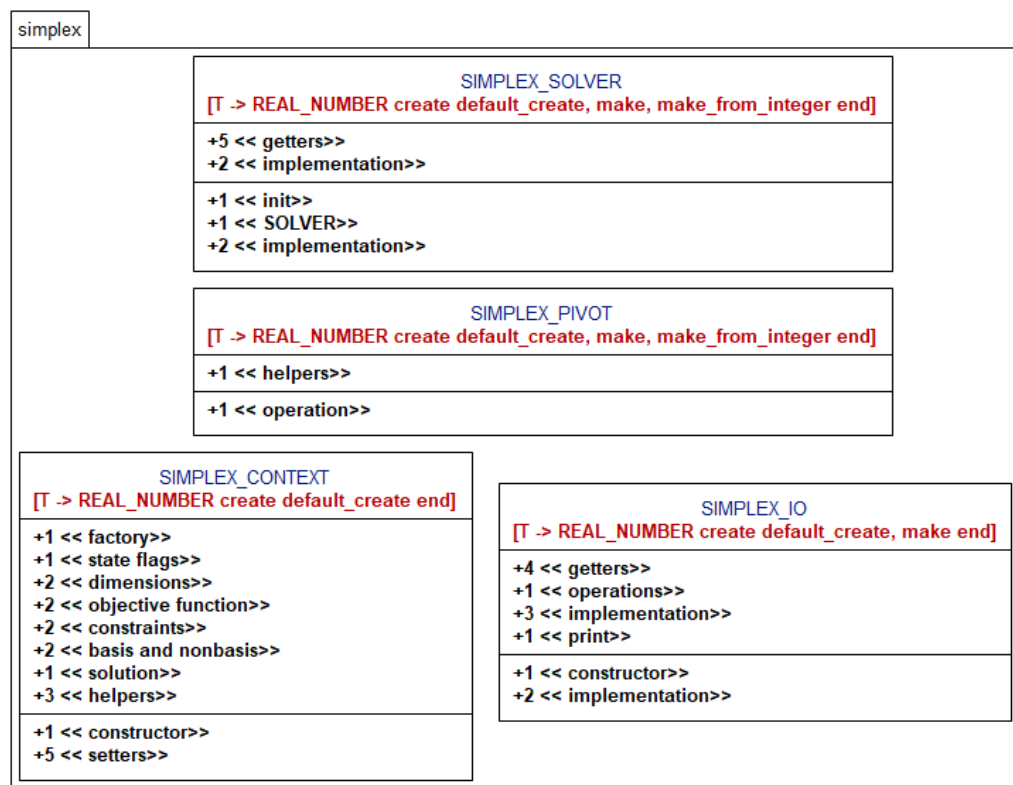 simplex
SIMPLEX_SOLVER
[T -> REAL_NUMBER create default_create, make, make_from_integer end]
+5 << getters>>
+2 << implementation>>
+1 << init>>
+1 << SOLVER>>
+2 << implementation>>
SIMPLEX_PIVOT
[T -> REAL_NUMBER create default_create, make, make_from_integer end]
+1 << helpers>>
+1 << operation>>
SIMPLEX_CONTEXT
[T -> REAL_NUMBER create default_create end]
+1 << factory>>
+1 << state flags>>
+2 << dimensions>>
+2 << objective function>>
+2 << constraints>>
+2 << basis and nonbasis>>
+1 << solution>>
+3 << helpers>>
+1 << constructor>>
+5 << setters>>
SIMPLEX_IO
[T -> REAL_NUMBER create default_create, make end]
+4 << getters>>
+1 << operations>>
+3 << implementation>>
+1 << print>>
+1 << constructor>>
+2 << implementation>>